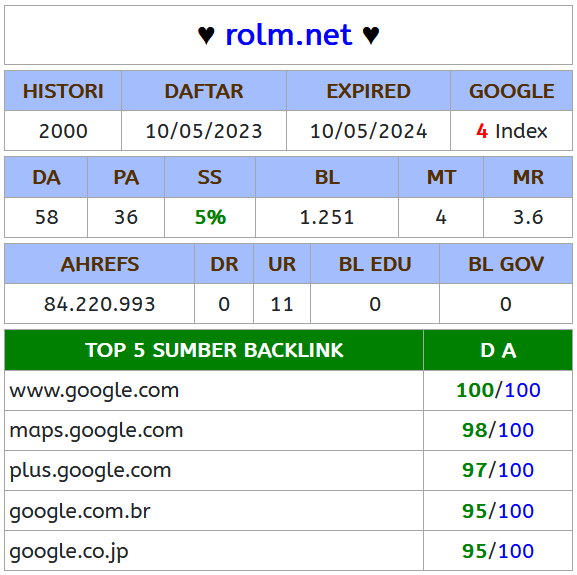 ♥ rolm.net ♥
HISTORI DAFTAR EXPIRED GOOGLE
2000 10/05/2023 10/05/2024 4 Index
DA PA SS BL MT MR
58 36 5% 1.251 4 3.6
AHREFS DR UR BL EDU BL GOV
84.220.993 0 11 0 0
TOP 5 SUMBER BACKLINK D A
www.google.com 100/100
maps.google.com 98/100
plus.google.com 97/100
google.com.br 95/100
google.co.jp 95/100